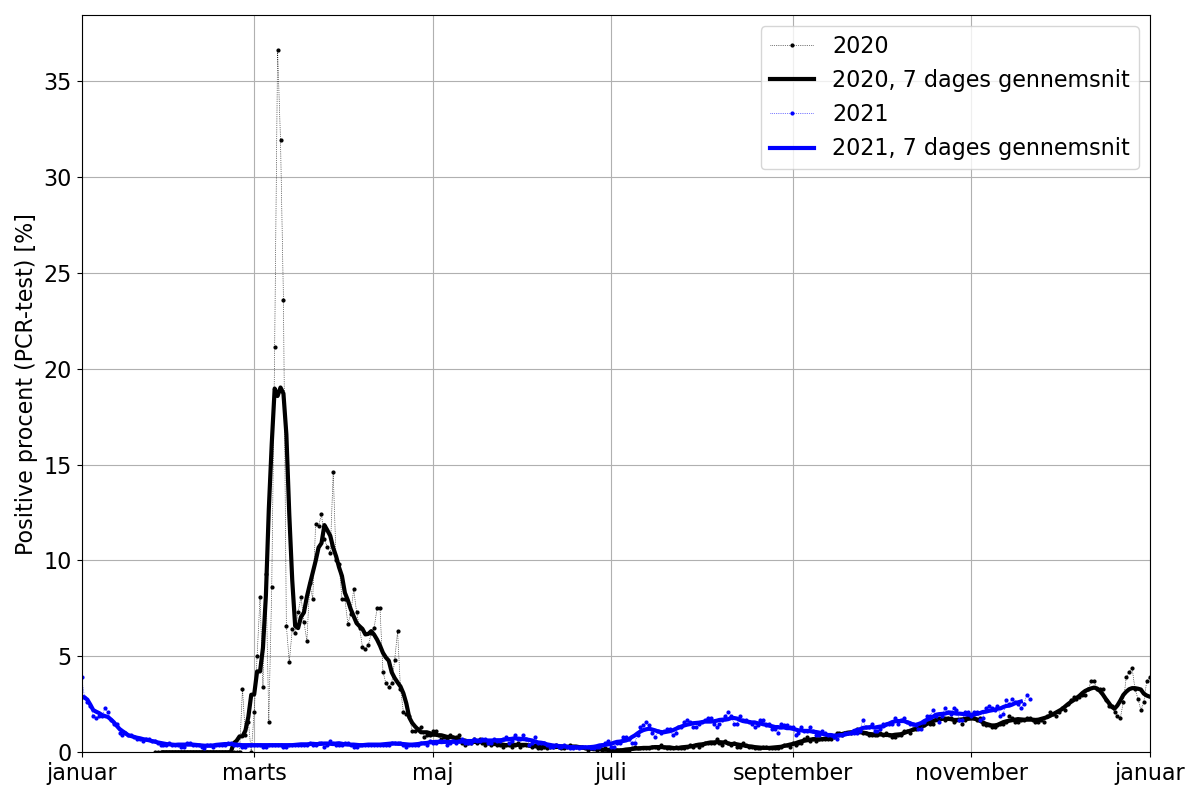 35
30
25
20
15
10
5
0
Positive procent (PCR-test) [%]
2020
2020, 7 dages gennemsnit
2021
2021, 7 dages gennemsnit
januar marts maj juli september november januar